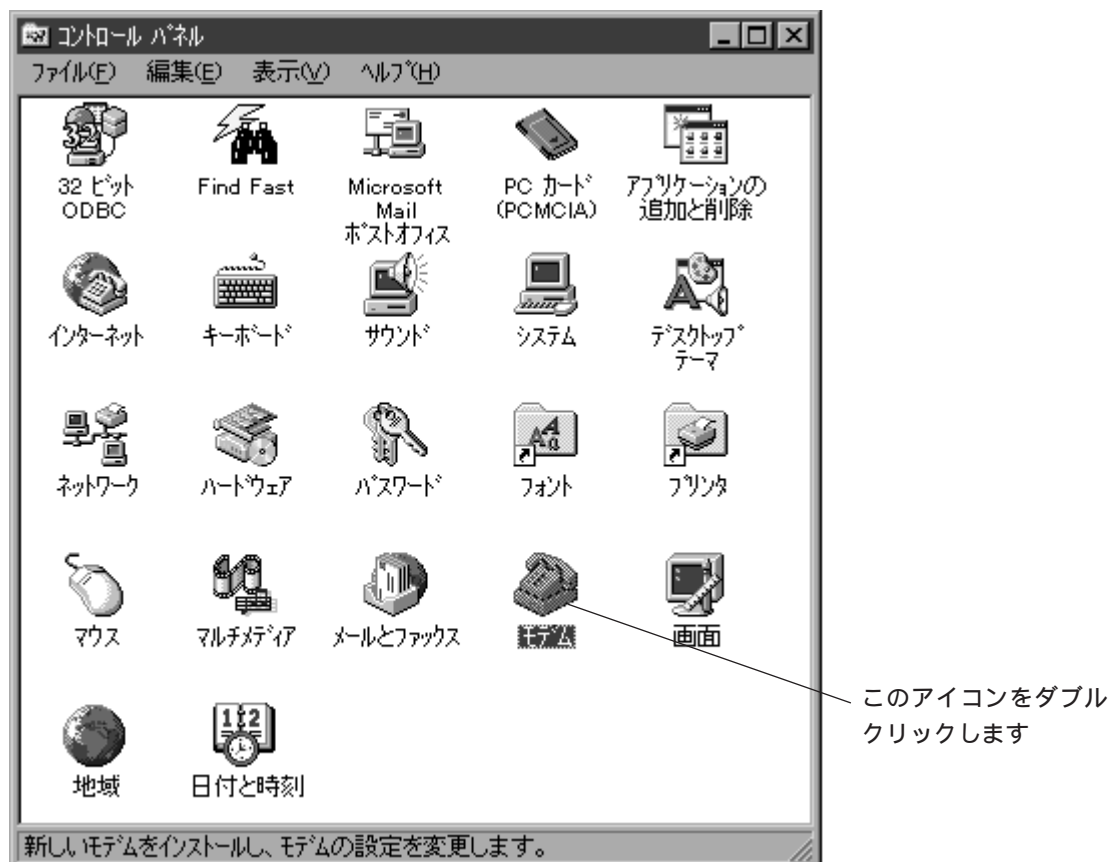 コントロール パネル
ファイル(F) 編集(E) 表示(V) ヘルプ(H)
32 ビット
ODBC
Find Fast
Microsoft
Mail
ポストオフィス
PC カード
(PCMCIA)
アプリケーションの
追加と削除
インターネット
キーボード
サウンド
システム
デスクトップ
テーマ
ネットワーク
ハードウェア
パスワード
フォント
プリンタ
マウス
マルチメディア
メールとファックス
モデム
画面
このアイコンをダブル
クリックします
地域
日付と時刻
新しいモデムをインストールし、モデムの設定を変更します。